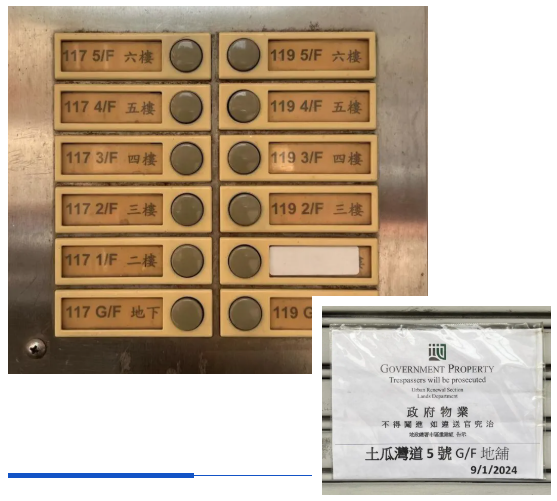 117 5/F 六樓
119 5/F 六樓
117 4/F 五樓
119 4/F 五樓
117 3/F 四樓
119 3/F 四樓
117 2/F 三樓
119 2/F 三樓
117 1/F 二樓
117 G/F 地下
119 G
GOVERNMENT PROPERTY
Trespassers will be prosecuted
Urban Renewal Section
Lands Department
政府物業
不得闖進 如違送官究治
土瓜灣道 5 號 G/F 地舖
9/1/2024